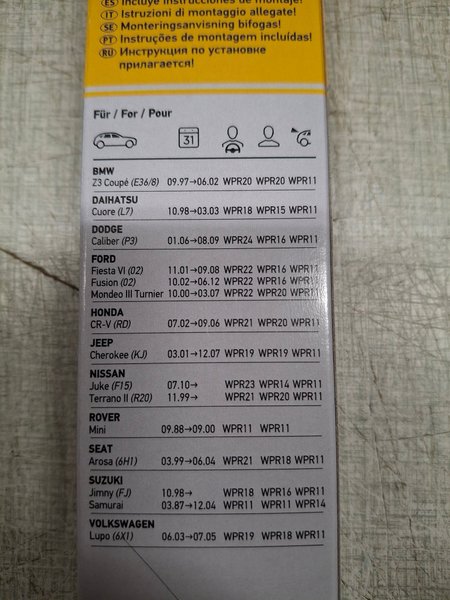 ES Incluye instrucciones de montaje!
IT Istruzioni di montaggio allegate!
SE Monteringsanvisning bifogas!
PT Instruções de montagem incluídas!
RU Инструкция по установке
прилагается!
Für / For / Pour
31
BMW
Z3 Coupé (E36/8) 09.97→06.02 WPR20 WPR20 WPR11
DAIHATSU
Cuore (L7) 10.98→03.03 WPR18 WPR15 WPR11
DODGE
Caliber (P3) 01.06→08.09 WPR24 WPR16 WPR11
FORD
Fiesta VI (02) 11.01→09.08 WPR22 WPR16 WPR11
Fusion (02) 10.02→06.12 WPR22 WPR16 WPR11
Mondeo III Turnier 10.00→03.07 WPR22 WPR20 WPR11
HONDA
CR-V (RD) 07.02→09.06 WPR21 WPR20 WPR11
JEEP
Cherokee (KJ) 03.01→12.07 WPR19 WPR19 WPR11
NISSAN
Juke (F15) 07.10→ WPR23 WPR14 WPR11
Terrano II (R20) 11.99→ WPR21 WPR20 WPR11
ROVER
Mini 09.88→09.00 WPR11 WPR11
SEAT
Arosa (6H1) 03.99→06.04 WPR21 WPR18 WPR11
SUZUKI
Jimny (FJ) 10.98→ WPR18 WPR16 WPR11
Samurai 03.87→12.04 WPR11 WPR11 WPR14
VOLKSWAGEN
Lupo (6X1) 06.03→07.05 WPR19 WPR18 WPR11